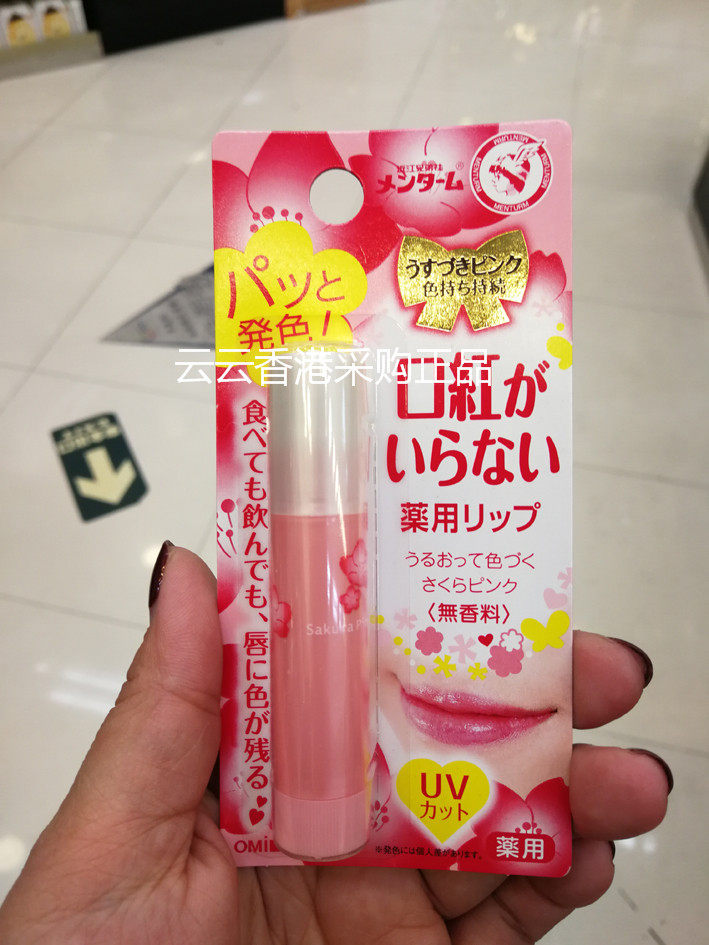 近江兄弟社
メンターム®
MENTURM
MENTURM
MENTURM
MENTURM
うすづきピンク
色持ち持続
パッと
発色!
云云香港采购正品
口紅が
いらない
薬用リップ
うるおって色づく
さくらピンク
〈無香料〉
食べても飲んでも、唇に色が残る
Sakura
UV
カット
OMI
※発色には個人差があります。
薬用